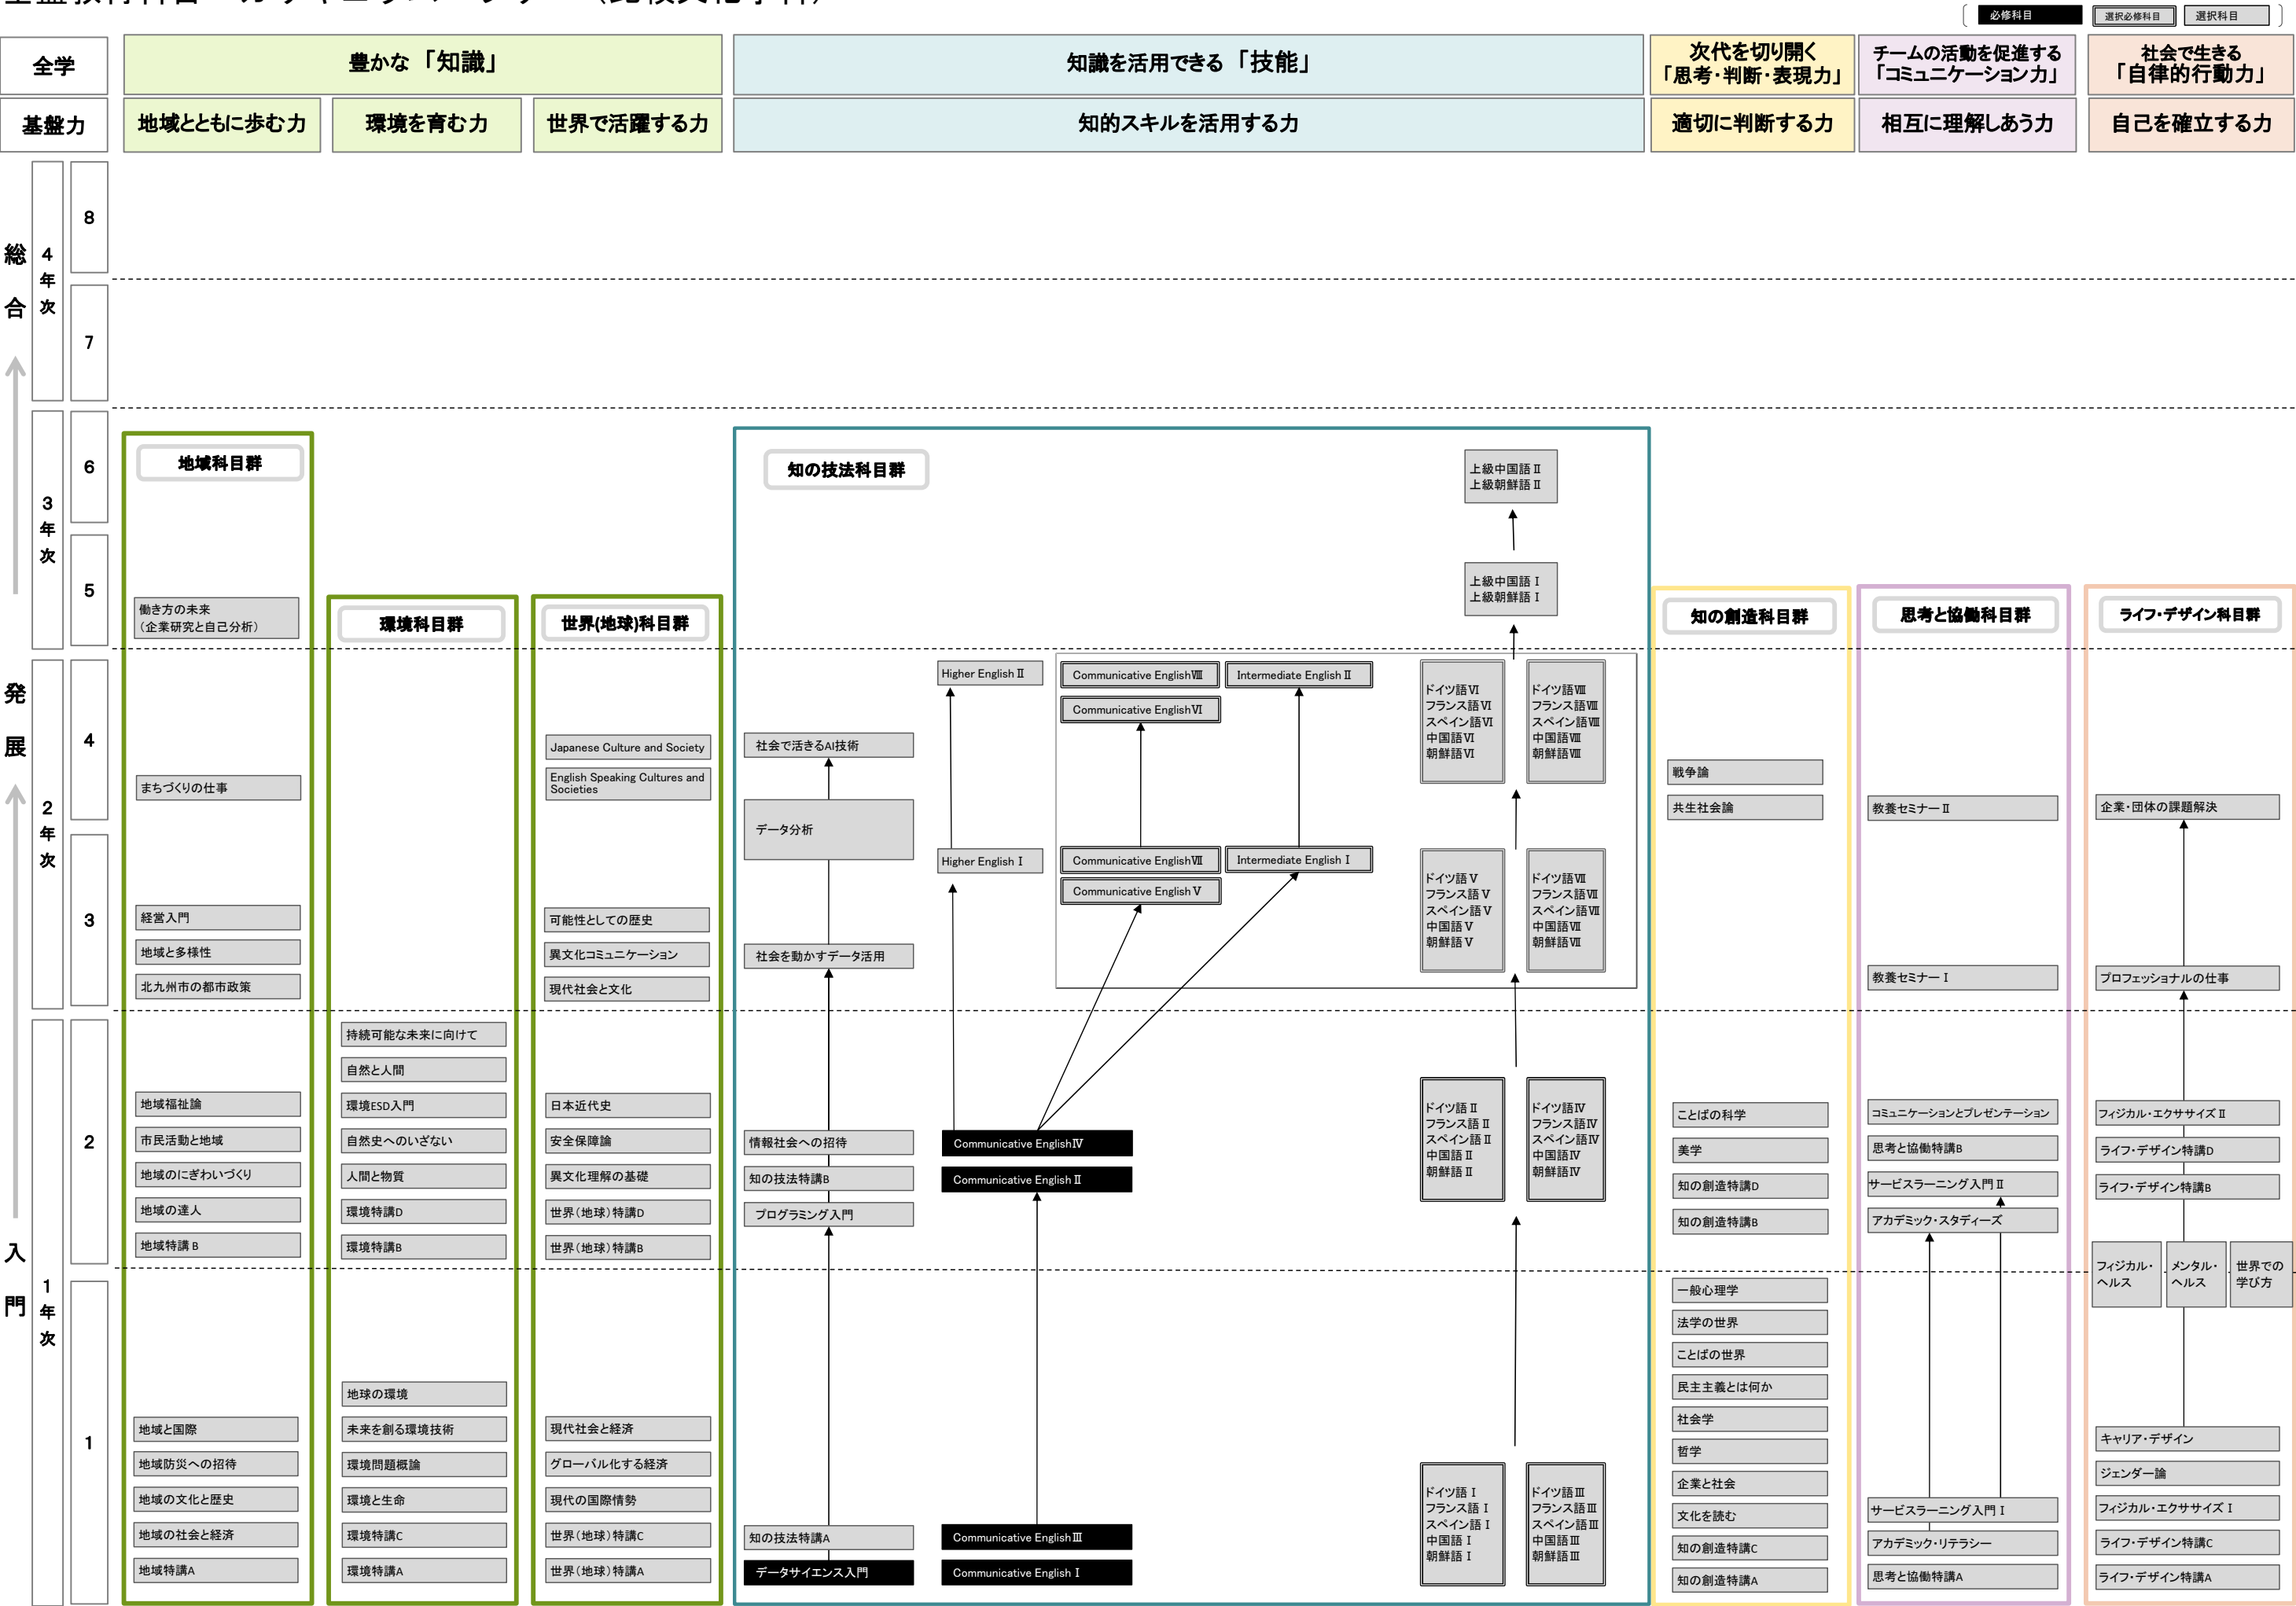 必修科目
選択必修科目
選択科目
全学
豊かな「知識」
知識を活用できる「技能」
次代を切り開く
「思考・判断・表現力」
チームの活動を促進する
「コミュニケーション力」
社会で生きる
「自律的行動力」
基盤力
地域とともに歩む力
環境を育む力
世界で活躍する力
知的スキルを活用する力
適切に判断する力
相互に理解しあう力
自己を確立する力
総合
発展
入門
4年次
3年次
2年次
1年次
8
7
6
5
4
3
2
1
地域科目群
働き方の未来
(企業研究と自己分析)
まちづくりの仕事
経営入門
地域と多様性
北九州市の都市政策
地域福祉論
市民活動と地域
地域のにぎわいづくり
地域の達人
地域特講B
地域と国際
地域防災への招待
地域の文化と歴史
地域の社会と経済
地域特講A
環境科目群
持続可能な未来に向けて
自然と人間
環境ESD入門
自然史へのいざない
人間と物質
環境特講D
環境特講B
地球の環境
未来を創る環境技術
環境問題概論
環境と生命
環境特講C
環境特講A
世界(地球)科目群
Japanese Culture and Society
English Speaking Cultures and
Societies
可能性としての歴史
異文化コミュニケーション
現代社会と文化
日本近代史
安全保障論
異文化理解の基礎
世界(地球)特講D
世界(地球)特講B
現代社会と経済
グローバル化する経済
現代の国際情勢
世界(地球)特講C
世界(地球)特講A
知の技法科目群
社会で活きるAI技術
データ分析
社会を動かすデータ活用
情報社会への招待
知の技法特講B
プログラミング入門
知の技法特講A
データサイエンス入門
Higher English Ⅱ
Higher English Ⅰ
Communicative EnglishⅣ
Communicative English Ⅱ
Communicative EnglishⅢ
Communicative English Ⅰ
Communicative EnglishⅧ
Communicative EnglishⅥ
Communicative EnglishⅦ
Communicative English Ⅴ
Intermediate English Ⅱ
Intermediate English Ⅰ
上級中国語Ⅱ
上級朝鮮語Ⅱ
上級中国語Ⅰ
上級朝鮮語Ⅰ
ドイツ語Ⅵ
フランス語Ⅵ
スペイン語Ⅵ
中国語Ⅵ
朝鮮語Ⅵ
ドイツ語Ⅷ
フランス語Ⅷ
スペイン語Ⅷ
中国語Ⅷ
朝鮮語Ⅷ
ドイツ語Ⅴ
フランス語Ⅴ
スペイン語Ⅴ
中国語Ⅴ
朝鮮語Ⅴ
ドイツ語Ⅶ
フランス語Ⅶ
スペイン語Ⅶ
中国語Ⅶ
朝鮮語Ⅶ
ドイツ語Ⅱ
フランス語Ⅱ
スペイン語Ⅱ
中国語Ⅱ
朝鮮語Ⅱ
ドイツ語Ⅳ
フランス語Ⅳ
スペイン語Ⅳ
中国語Ⅳ
朝鮮語Ⅳ
ドイツ語Ⅰ
フランス語Ⅰ
スペイン語Ⅰ
中国語Ⅰ
朝鮮語Ⅰ
ドイツ語Ⅲ
フランス語Ⅲ
スペイン語Ⅲ
中国語Ⅲ
朝鮮語Ⅲ
知の創造科目群
戦争論
共生社会論
ことばの科学
美学
知の創造特講D
知の創造特講B
一般心理学
法学の世界
ことばの世界
民主主義とは何か
社会学
哲学
企業と社会
文化を読む
知の創造特講C
知の創造特講A
思考と協働科目群
教養セミナーⅡ
教養セミナーⅠ
コミュニケーションとプレゼンテーション
思考と協働特講B
サービスラーニング入門Ⅱ
アカデミック・スタディーズ
サービスラーニング入門Ⅰ
アカデミック・リテラシー
思考と協働特講A
ライフ・デザイン科目群
企業・団体の課題解決
プロフェッショナルの仕事
フィジカル・エクササイズⅡ
ライフ・デザイン特講D
ライフ・デザイン特講B
フィジカル・
ヘルス
メンタル・
ヘルス
世界での
学び方
キャリア・デザイン
ジェンダー論
フィジカル・エクササイズⅠ
ライフ・デザイン特講C
ライフ・デザイン特講A